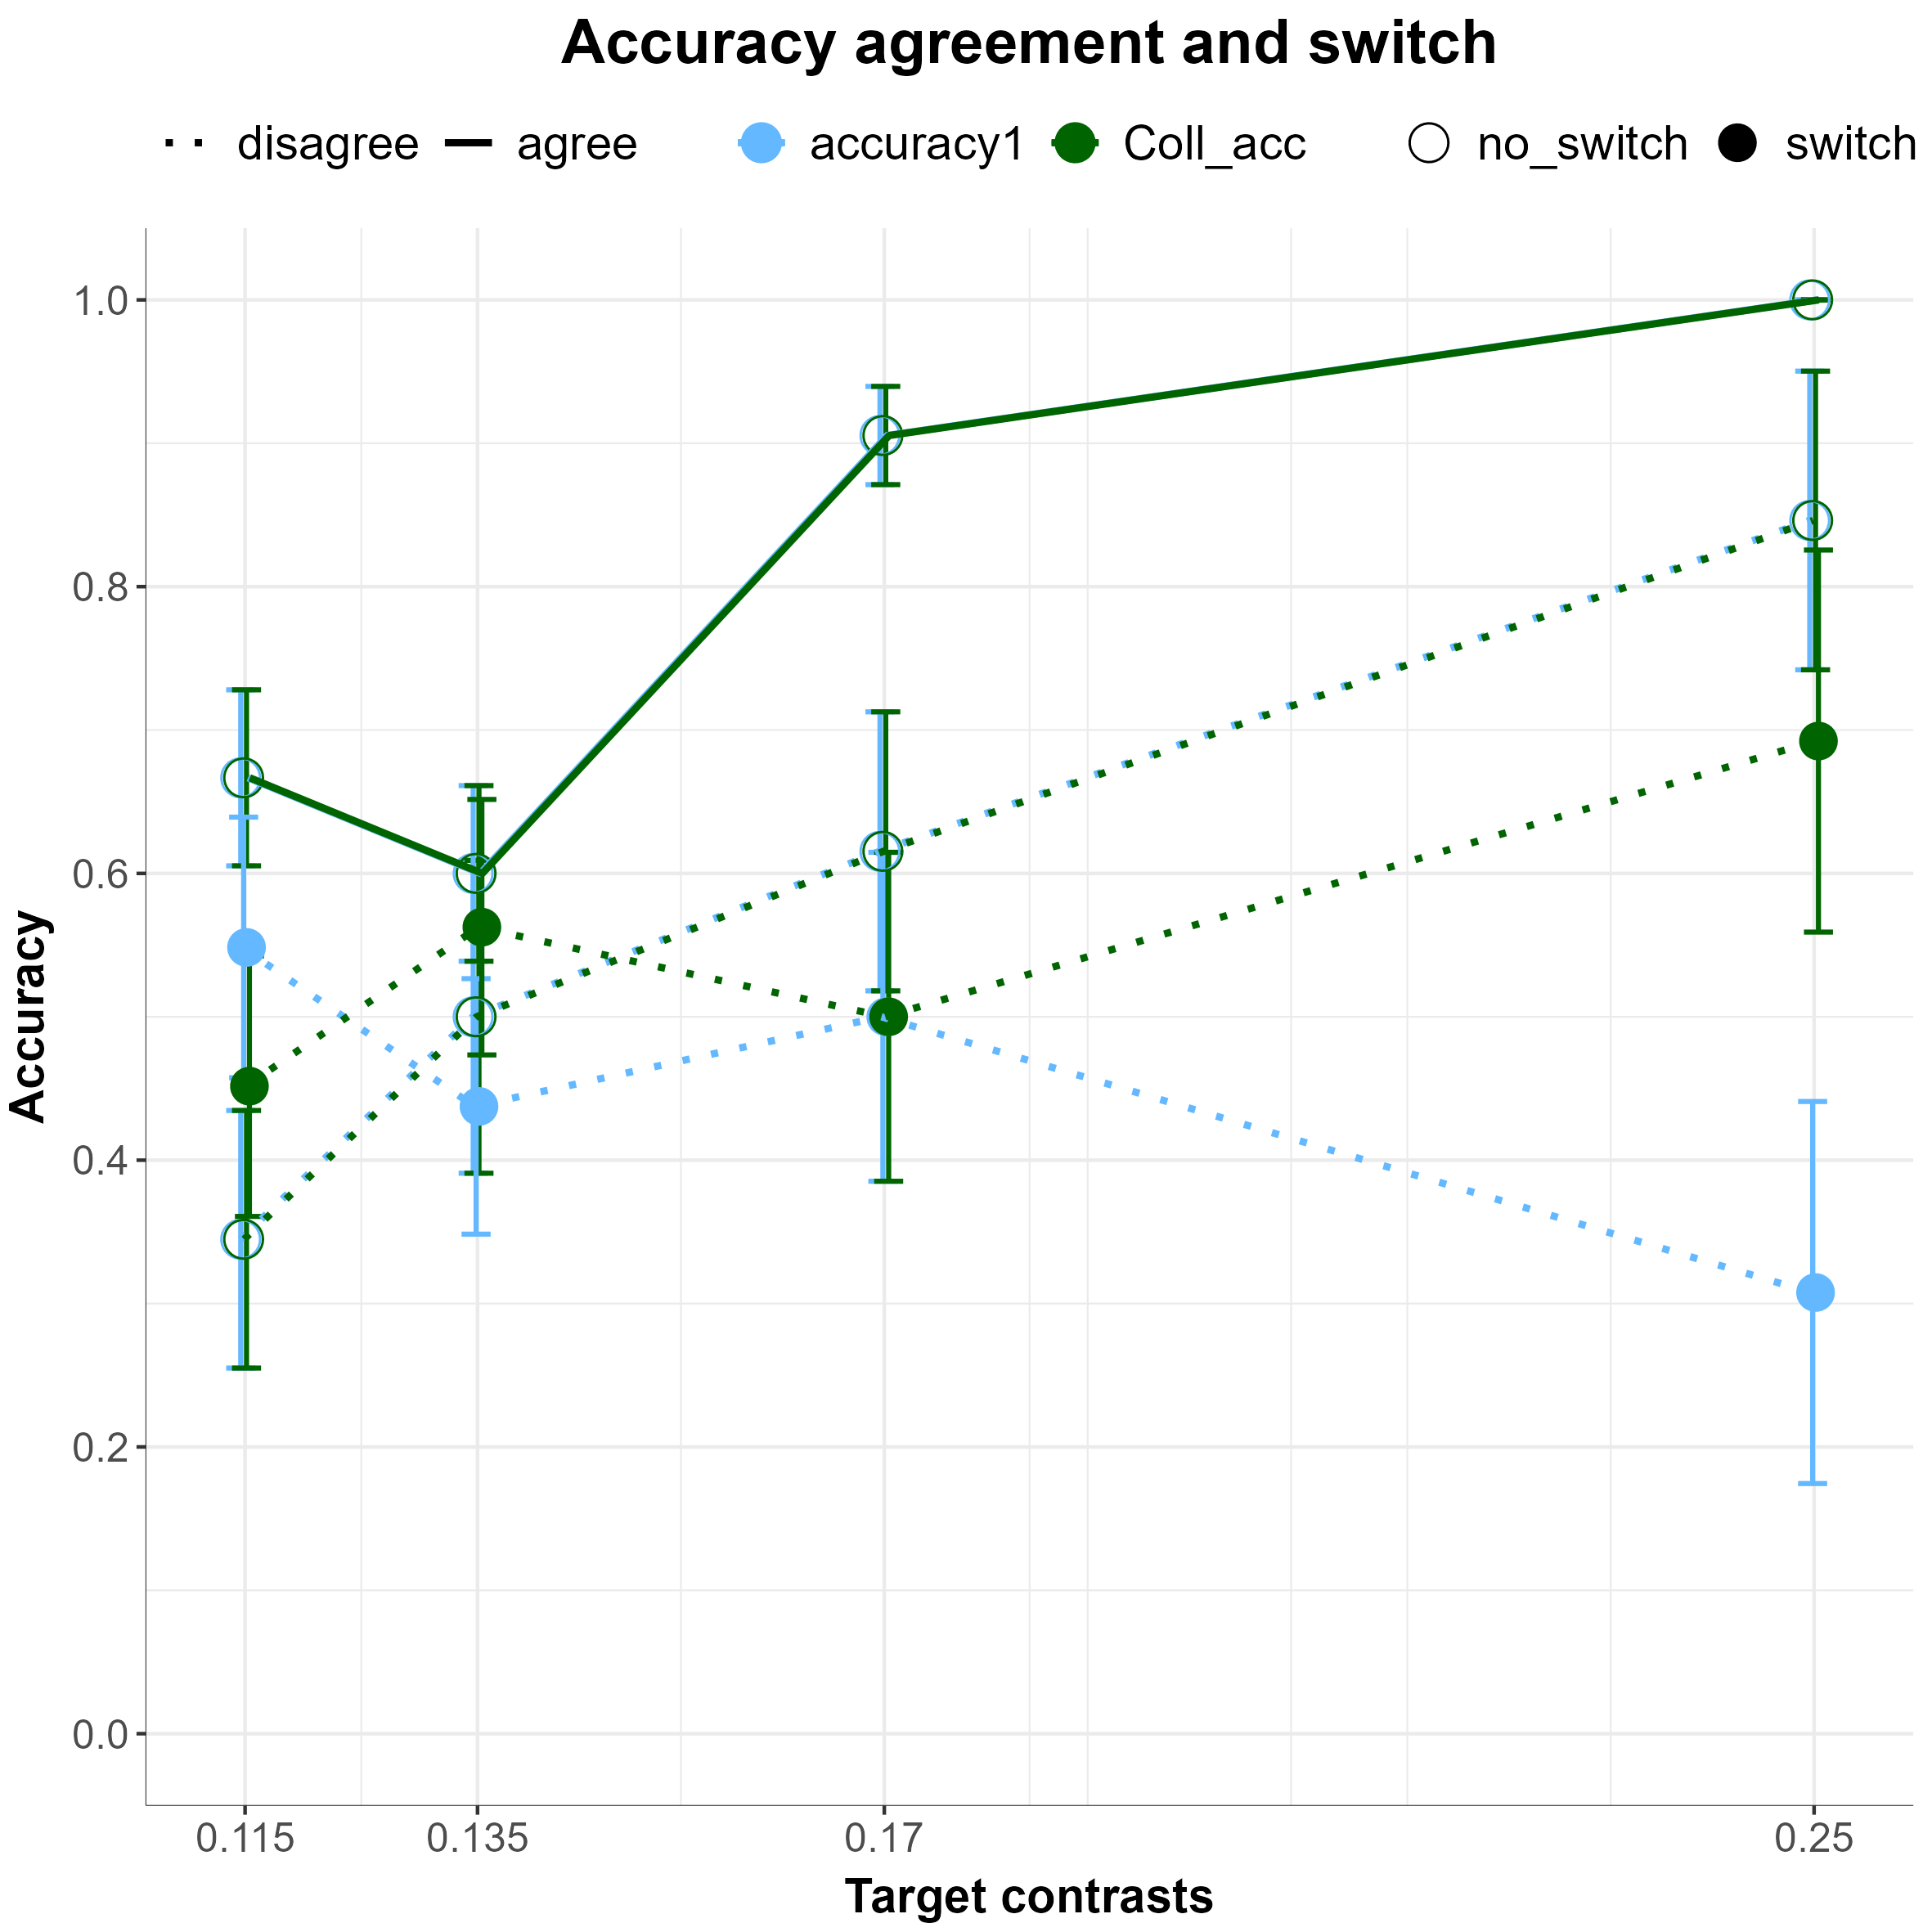 Accuracy agreement and switch
disagree agree accuracy1 Coll_acc no_switch switch
1.0
0.8
0.6
0.4
0.2
0.0
Accuracy
0.115 0.135 0.17 0.25
Target contrasts